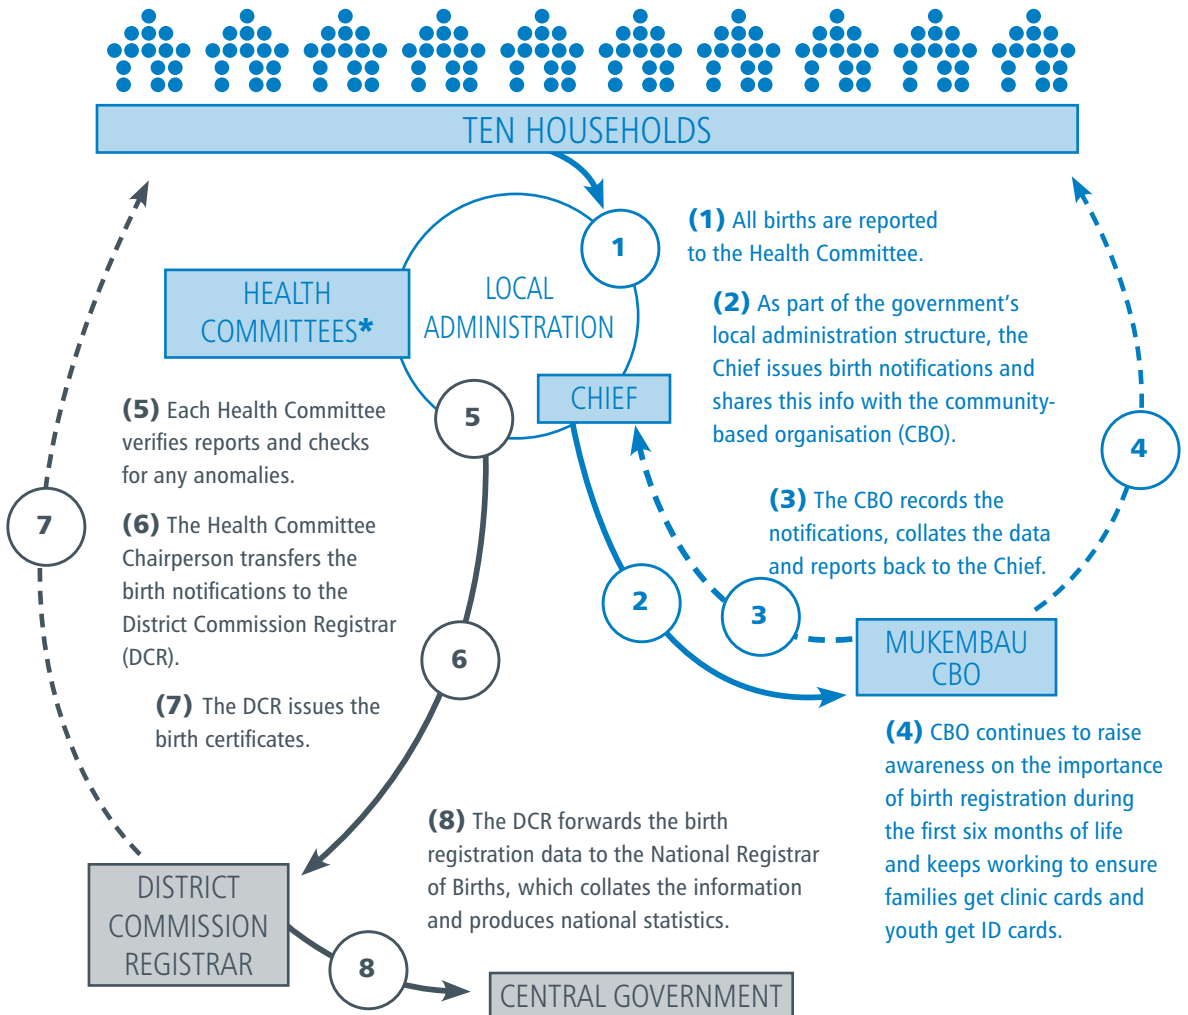 TEN HOUSEHOLDS
1
(1) All births are reported
to the Health Committee.
HEALTH
COMMITTEES*
LOCAL
ADMINISTRATION
(2) As part of the government’s
local administration structure, the
Chief issues birth notifications and
shares this info with the community-
based organisation (CBO).
CHIEF
5
4
(5) Each Health Committee
verifies reports and checks
for any anomalies.
(3) The CBO records the
notifications, collates the data
and reports back to the Chief.
7
(6) The Health Committee
Chairperson transfers the
birth notifications to the
District Commission Registrar
(DCR).
2
3
6
MUKEMBAU
CBO
(7) The DCR issues the
birth certificates.
(4) CBO continues to raise
awareness on the importance
of birth registration during
the first six months of life
and keeps working to ensure
families get clinic cards and
youth get ID cards.
(8) The DCR forwards the birth
registration data to the National Registrar
of Births, which collates the information
and produces national statistics.
DISTRICT
COMMISSION
REGISTRAR
8
CENTRAL GOVERNMENT